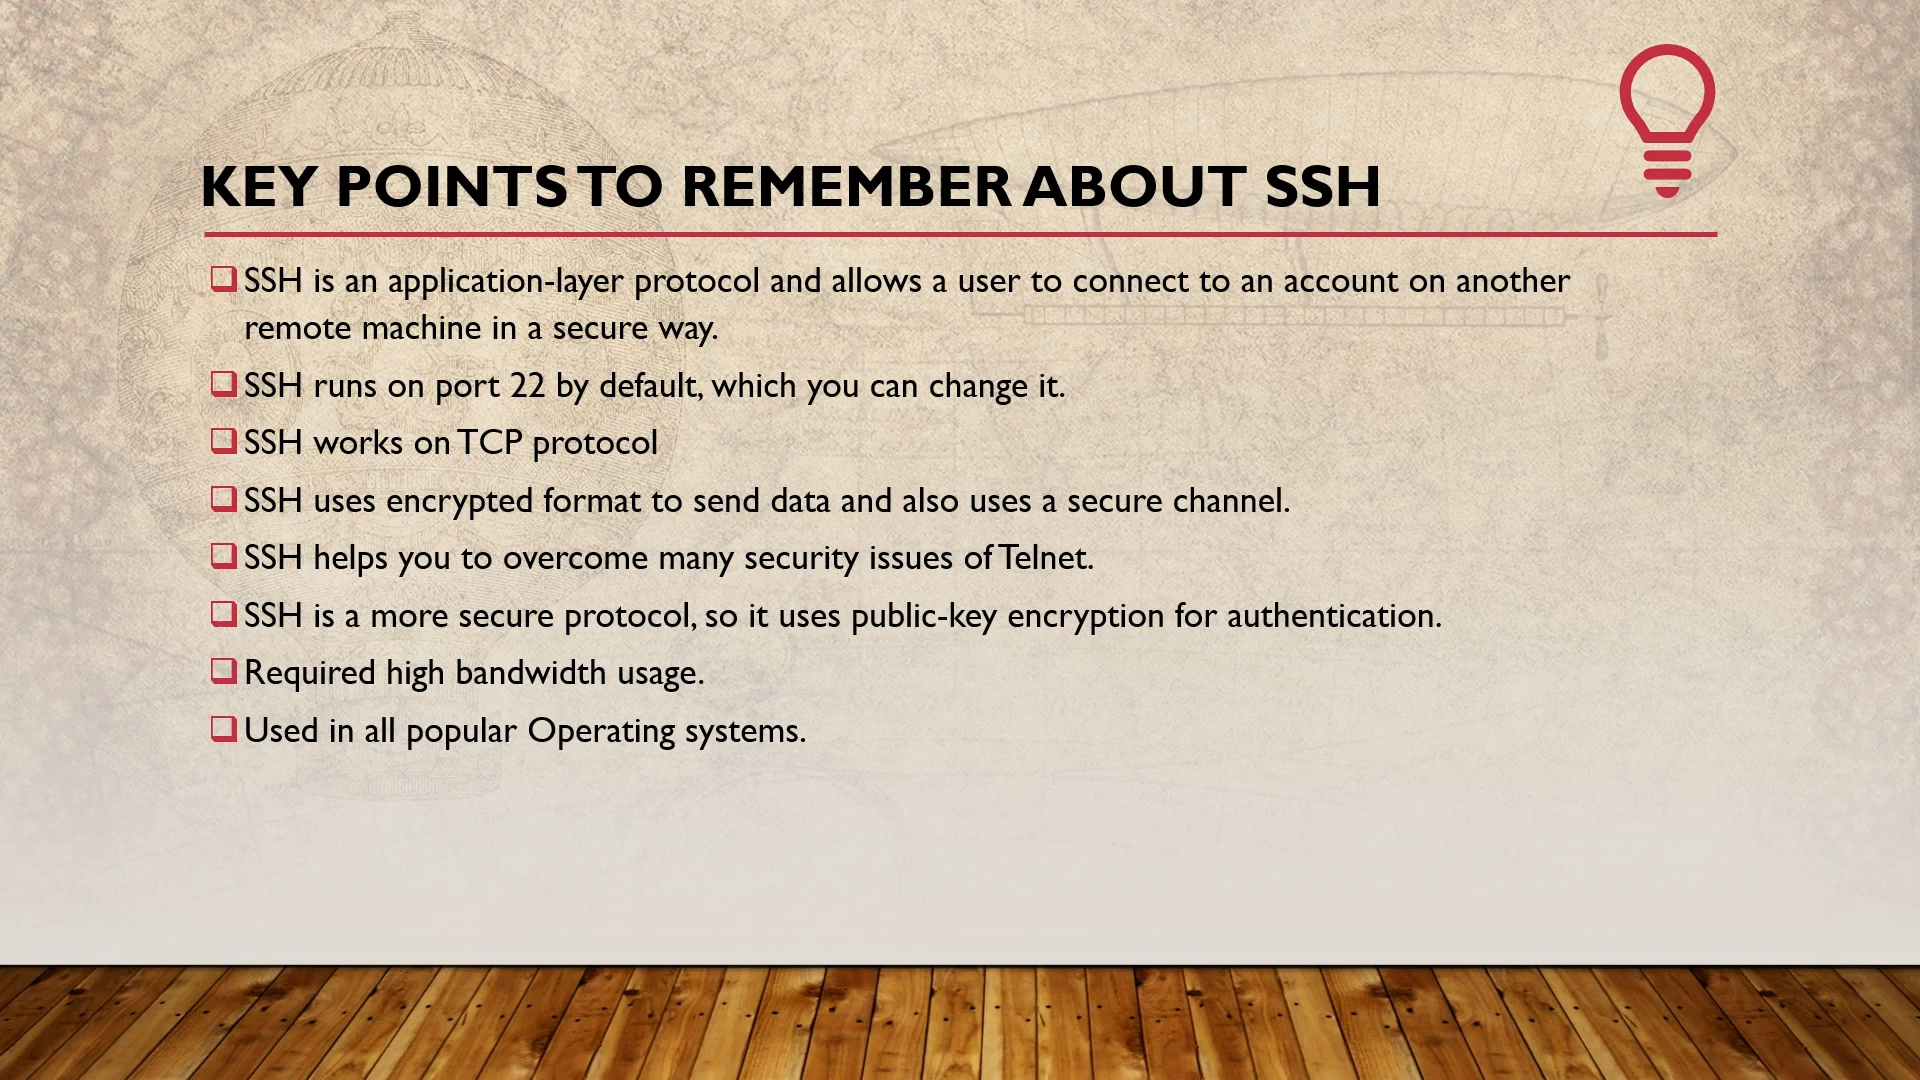 KEY POINTS TO REMEMBER ABOUT SSH
SSH is an application-layer protocol and allows a user to connect to an account on another
remote machine in a secure way.
SSH runs on port 22 by default, which you can change it.
SSH works on TCP protocol
SSH uses encrypted format to send data and also uses a secure channel.
SSH helps you to overcome many security issues of Telnet.
SSH is a more secure protocol, so it uses public-key encryption for authentication.
Required high bandwidth usage.
Used in all popular Operating systems.